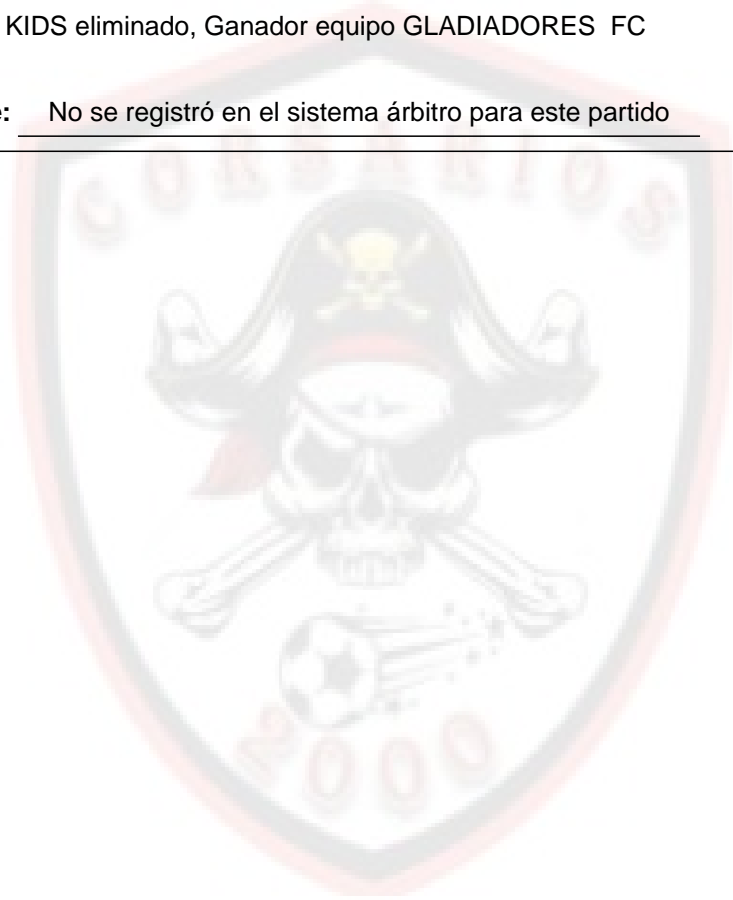 KIDS eliminado, Ganador equipo GLADIADORES FC
: No se registró en el sistema árbitro para este partido
CORSARIOS
2000